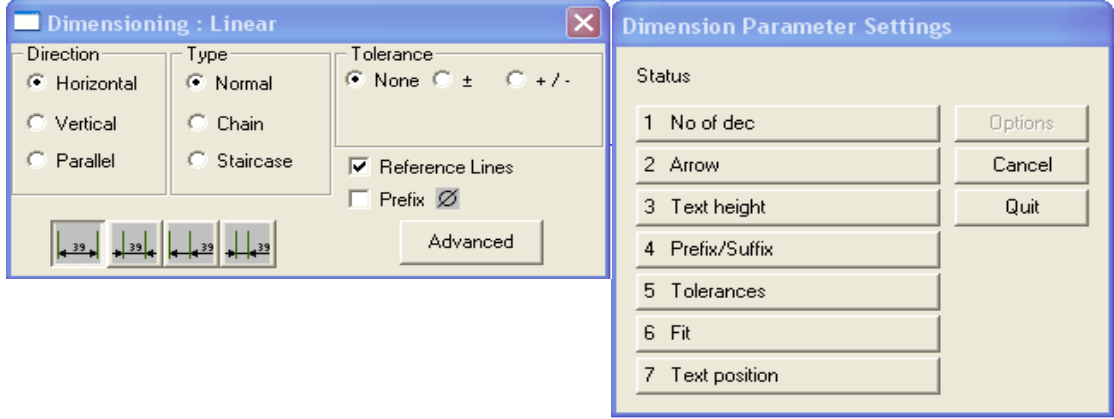 Dimensioning : Linear
Direction
Horizontal
Vertical
Parallel
Type
Normal
Chain
Staircase
Tolerance
None ± + / -
Reference Lines
Prefix Ø
39 39 39 39
Advanced
Dimension Parameter Settings
Status
1 No of dec
2 Arrow
3 Text height
4 Prefix/Suffix
5 Tolerances
6 Fit
7 Text position
Options
Cancel
Quit